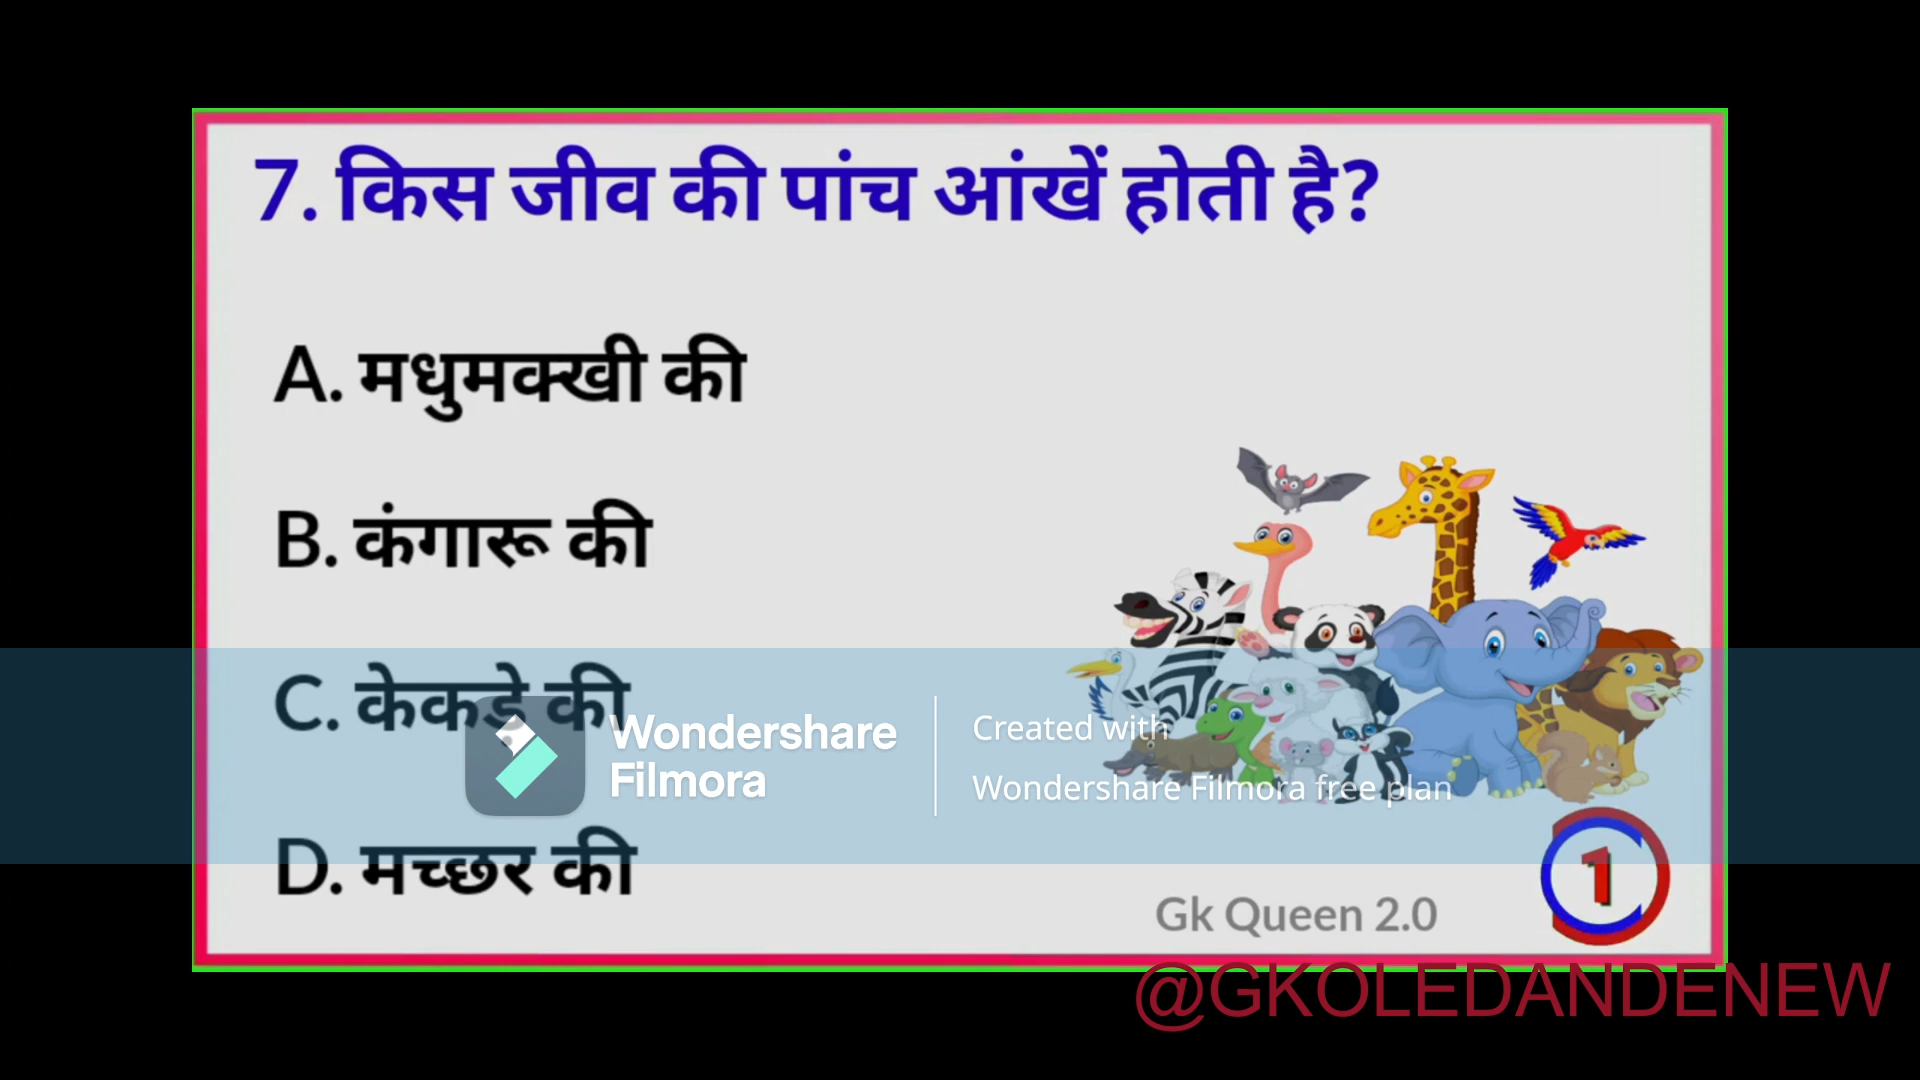 7. किस जीव की पांच आंखें होती है?
A. मधुमक्खी की
B. कंगारू की
C. केकड़े की
Wondershare
Filmora
Created with
Wondershare Filmora free plan
D. मच्छर की
Gk Queen 2.0
1
@GKOLEDANDENEW